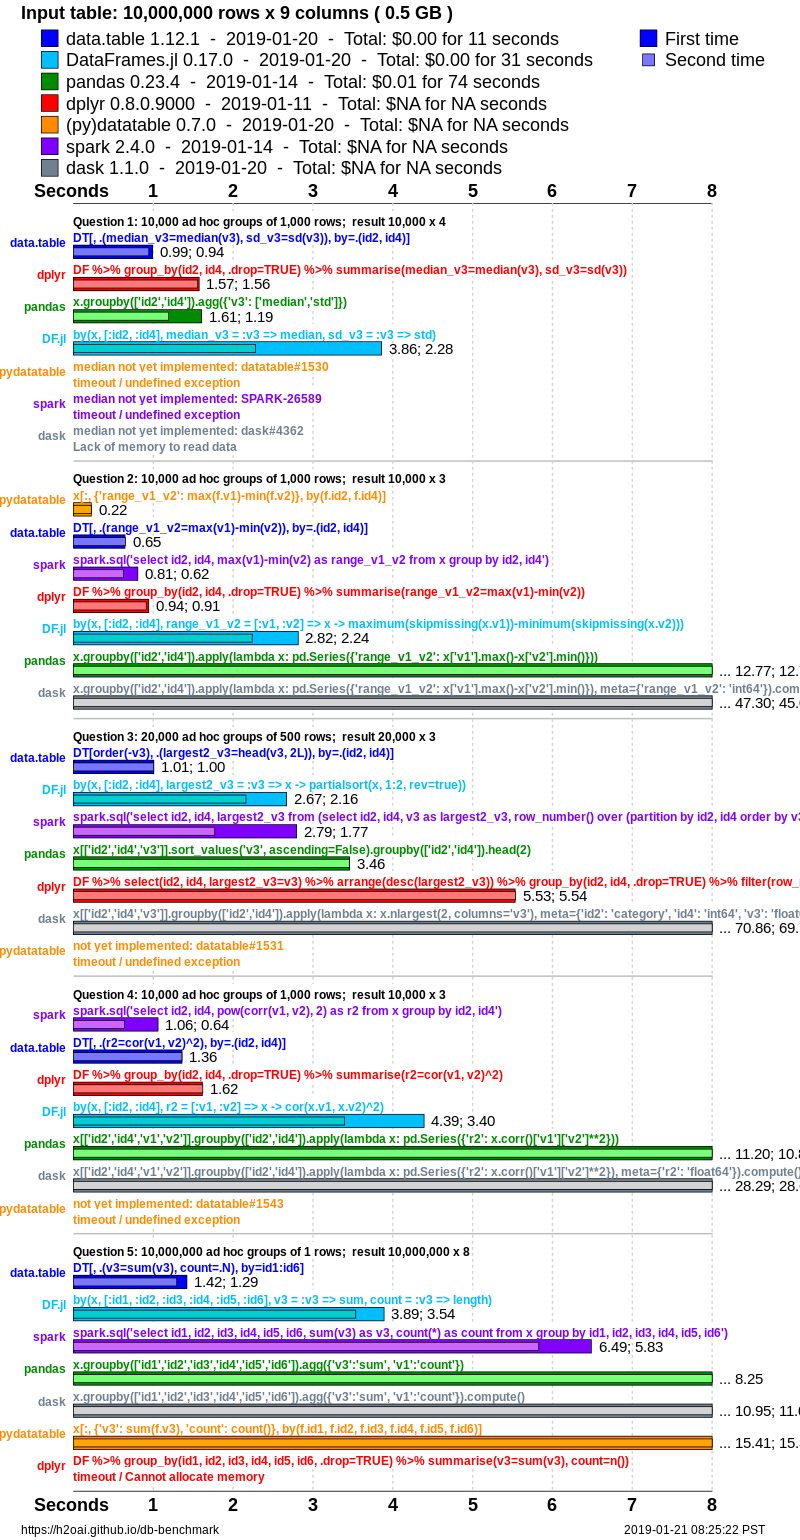 Input table: 10,000,000 rows x 9 columns ( 0.5 GB )
data.table 1.12.1 - 2019-01-20 - Total: $0.00 for 11 seconds
First time
DataFrames.jl 0.17.0 - 2019-01-20 - Total: $0.00 for 31 seconds
Second time
pandas 0.23.4 - 2019-01-14 - Total: $0.01 for 74 seconds
dplyr 0.8.0.9000 - 2019-01-11 - Total: $NA for NA seconds
(py)datatable 0.7.0 - 2019-01-20 - Total: $NA for NA seconds
spark 2.4.0 - 2019-01-14 - Total: $NA for NA seconds
dask 1.1.0 - 2019-01-20 - Total: $NA for NA seconds
Seconds 1 2 3 4 5 6 7 8
Question 1: 10,000 ad hoc groups of 1,000 rows; result 10,000 x 4
data.table DT[, .(median_v3=median(v3), sd_v3=sd(v3)), by=.(id2, id4)]
0.99; 0.94
dplyr DF %>% group_by(id2, id4, .drop=TRUE) %>% summarise(median_v3=median(v3), sd_v3=sd(v3))
1.57; 1.56
pandas x.groupby(['id2','id4']).agg({'v3': ['median','std']})
1.61; 1.19
DF.jl by(x, [:id2, :id4], median_v3 = :v3 => median, sd_v3 = :v3 => std)
3.86; 2.28
pydatatable median not yet implemented: datatable#1530
timeout / undefined exception
spark median not yet implemented: SPARK-26589
timeout / undefined exception
dask median not yet implemented: dask#4362
Lack of memory to read data
Question 2: 10,000 ad hoc groups of 1,000 rows; result 10,000 x 3
pydatatable x[:, {'range_v1_v2': max(f.v1)-min(f.v2)}, by(f.id2, f.id4)]
0.22
data.table DT[, .(range_v1_v2=max(v1)-min(v2)), by=.(id2, id4)]
0.65
spark spark.sql('select id2, id4, max(v1)-min(v2) as range_v1_v2 from x group by id2, id4')
0.81; 0.62
dplyr DF %>% group_by(id2, id4, .drop=TRUE) %>% summarise(range_v1_v2=max(v1)-min(v2))
0.94; 0.91
DF.jl by(x, [:id2, :id4], range_v1_v2 = [:v1, :v2] => x -> maximum(skipmissing(x.v1))-minimum(skipmissing(x.v2)))
2.82; 2.24
pandas x.groupby(['id2','id4']).apply(lambda x: pd.Series({'range_v1_v2': x['v1'].max()-x['v2'].min()}))
... 12.77; 12.
dask x.groupby(['id2','id4']).apply(lambda x: pd.Series({'range_v1_v2': x['v1'].max()-x['v2'].min()}), meta={'range_v1_v2': 'int64'}).com
... 47.30; 45.
Question 3: 20,000 ad hoc groups of 500 rows; result 20,000 x 3
data.table DT[order(-v3), .(largest2_v3=head(v3, 2L)), by=.(id2, id4)]
1.01; 1.00
DF.jl by(x, [:id2, :id4], largest2_v3 = :v3 => x -> partialsort(x, 1:2, rev=true))
2.67; 2.16
spark spark.sql('select id2, id4, largest2_v3 from (select id2, id4, v3 as largest2_v3, row_number() over (partition by id2, id4 order by v3
2.79; 1.77
pandas x[['id2','id4','v3']].sort_values('v3', ascending=False).groupby(['id2','id4']).head(2)
3.46
dplyr DF %>% select(id2, id4, largest2_v3=v3) %>% arrange(desc(largest2_v3)) %>% group_by(id2, id4, .drop=TRUE) %>% filter(row_
5.53; 5.54
dask x[['id2','id4','v3']].groupby(['id2','id4']).apply(lambda x: x.nlargest(2, columns='v3'), meta={'id2': 'category', 'id4': 'int64', 'v3': 'float
... 70.86; 69.
pydatatable not yet implemented: datatable#1531
timeout / undefined exception
Question 4: 10,000 ad hoc groups of 1,000 rows; result 10,000 x 3
spark spark.sql('select id2, id4, pow(corr(v1, v2), 2) as r2 from x group by id2, id4')
1.06; 0.64
data.table DT[, .(r2=cor(v1, v2)^2), by=.(id2, id4)]
1.36
dplyr DF %>% group_by(id2, id4, .drop=TRUE) %>% summarise(r2=cor(v1, v2)^2)
1.62
DF.jl by(x, [:id2, :id4], r2 = [:v1, :v2] => x -> cor(x.v1, x.v2)^2)
4.39; 3.40
pandas x[['id2','id4','v1','v2']].groupby(['id2','id4']).apply(lambda x: pd.Series({'r2': x.corr()['v1']['v2']**2}))
... 11.20; 10.
dask x[['id2','id4','v1','v2']].groupby(['id2','id4']).apply(lambda x: pd.Series({'r2': x.corr()['v1']['v2']**2}), meta={'r2': 'float64'}).compute()
... 28.29; 28.
pydatatable not yet implemented: datatable#1543
timeout / undefined exception
Question 5: 10,000,000 ad hoc groups of 1 rows; result 10,000,000 x 8
data.table DT[, .(v3=sum(v3), count=.N), by=id1:id6]
1.42; 1.29
DF.jl by(x, [:id1, :id2, :id3, :id4, :id5, :id6], v3 = :v3 => sum, count = :v3 => length)
3.89; 3.54
spark spark.sql('select id1, id2, id3, id4, id5, id6, sum(v3) as v3, count(*) as count from x group by id1, id2, id3, id4, id5, id6')
6.49; 5.83
pandas x.groupby(['id1','id2','id3','id4','id5','id6']).agg({'v3':'sum', 'v1':'count'})
... 8.25
dask x.groupby(['id1','id2','id3','id4','id5','id6']).agg({'v3':'sum', 'v1':'count'}).compute()
... 10.95; 11.
pydatatable x[:, {'v3': sum(f.v3), 'count': count()}, by(f.id1, f.id2, f.id3, f.id4, f.id5, f.id6)]
... 15.41; 15.
dplyr DF %>% group_by(id1, id2, id3, id4, id5, id6, .drop=TRUE) %>% summarise(v3=sum(v3), count=n())
timeout / Cannot allocate memory
Seconds 1 2 3 4 5 6 7 8
https://h2oai.github.io/db-benchmark
2019-01-21 08:25:22 PST